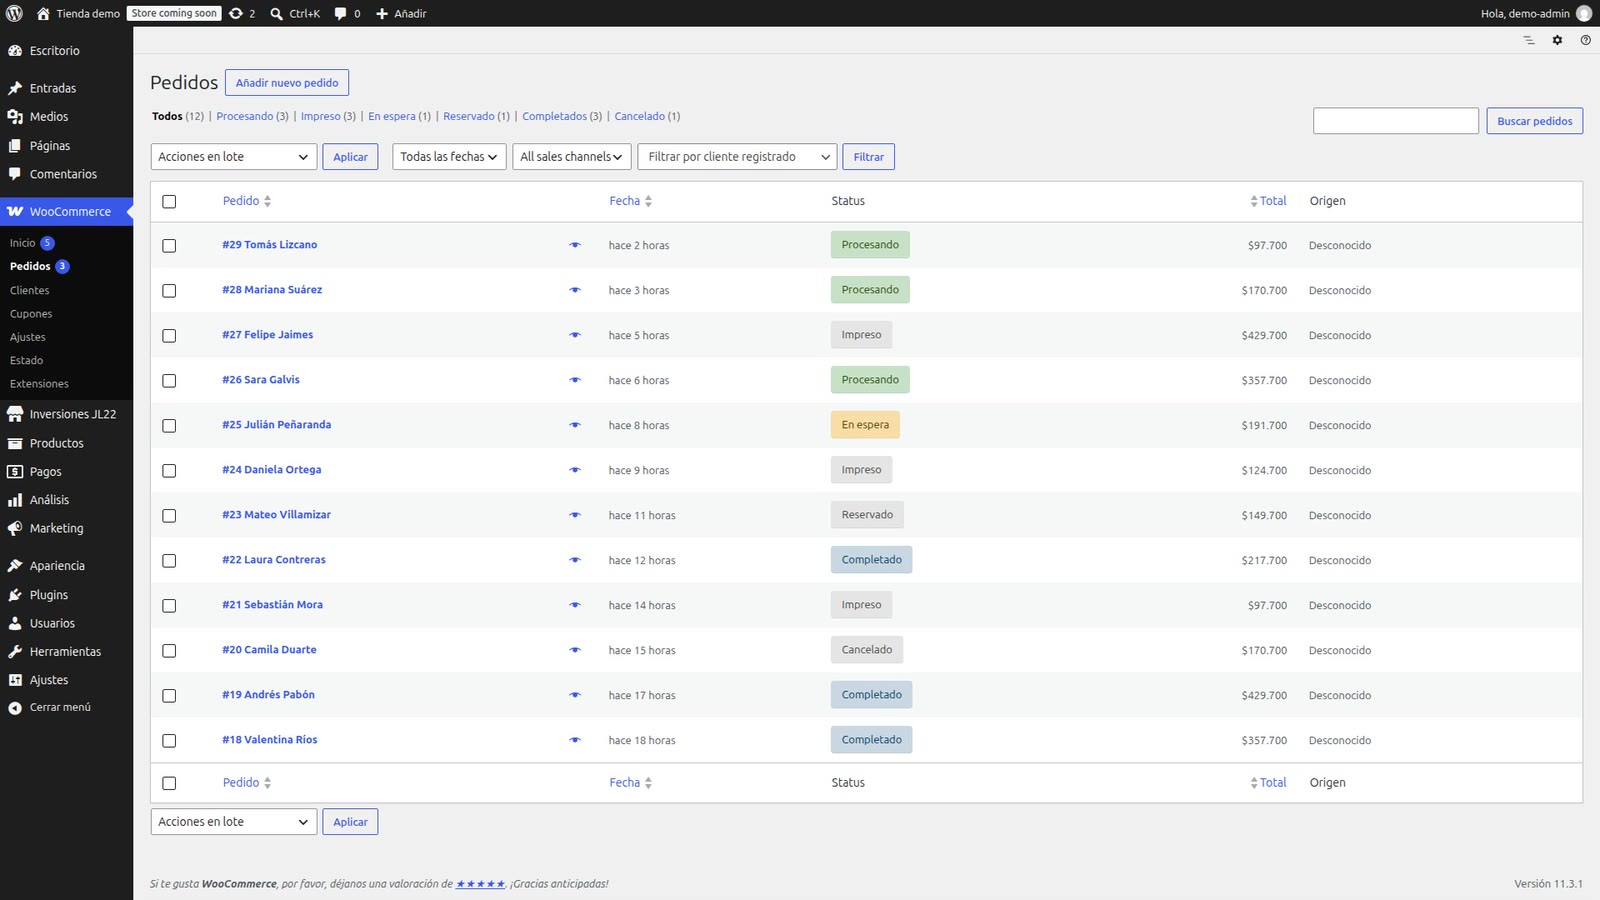 Tienda demo Store coming soon 2 Ctrl+K 0 Añadir Hola, demo-admin
Escritorio
Entradas
Medios
Páginas
Comentarios
WooCommerce
Inicio 5
Pedidos 3
Clientes
Cupones
Ajustes
Estado
Extensiones
Inversiones JL22
Productos
Pagos
Análisis
Marketing
Apariencia
Plugins
Usuarios
Herramientas
Ajustes
Cerrar menú
Pedidos Añadir nuevo pedido
Todos (12) | Procesando (3) | Impreso (3) | En espera (1) | Reservado (1) | Completados (3) | Cancelado (1)
Buscar pedidos
Acciones en lote Aplicar Todas las fechas All sales channels Filtrar por cliente registrado Filtrar
Pedido Fecha Status Total Origen
#29 Tomás Lizcano hace 2 horas Procesando $97.700 Desconocido
#28 Mariana Suárez hace 3 horas Procesando $170.700 Desconocido
#27 Felipe Jaimes hace 5 horas Impreso $429.700 Desconocido
#26 Sara Galvis hace 6 horas Procesando $357.700 Desconocido
#25 Julián Peñaranda hace 8 horas En espera $191.700 Desconocido
#24 Daniela Ortega hace 9 horas Impreso $124.700 Desconocido
#23 Mateo Villamizar hace 11 horas Reservado $149.700 Desconocido
#22 Laura Contreras hace 12 horas Completado $217.700 Desconocido
#21 Sebastián Mora hace 14 horas Impreso $97.700 Desconocido
#20 Camila Duarte hace 15 horas Cancelado $170.700 Desconocido
#19 Andrés Pabón hace 17 horas Completado $429.700 Desconocido
#18 Valentina Ríos hace 18 horas Completado $357.700 Desconocido
Pedido Fecha Status Total Origen
Acciones en lote Aplicar
Si te gusta WooCommerce, por favor, déjanos una valoración de ★★★★★. ¡Gracias anticipadas! Versión 11.3.1